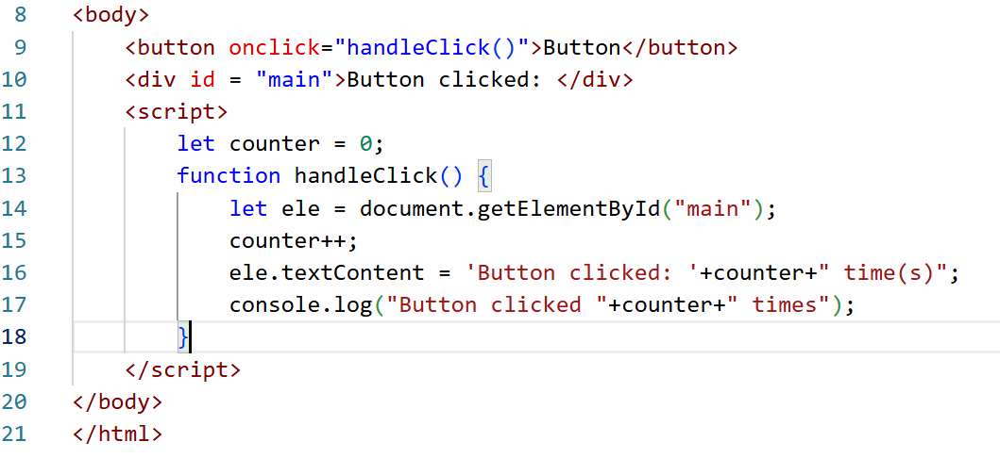 8 <body>
9 <button onclick="handleClick()">Button</button>
10 <div id = "main">Button clicked: </div>
11 <script>
12 let counter = 0;
13 function handleClick() {
14 let ele = document.getElementById("main");
15 counter++;
16 ele.textContent = 'Button clicked: '+counter+" time(s)";
17 console.log("Button clicked "+counter+" times");
18 }
19 </script>
20 </body>
21 </html>